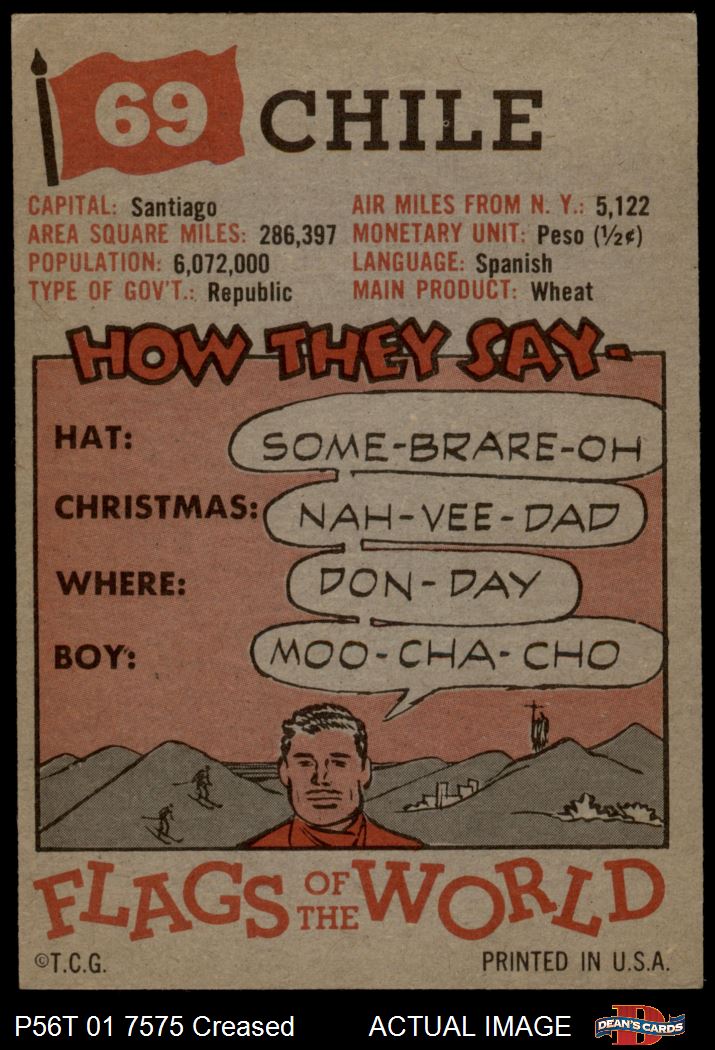 69 CHILE
CAPITAL: Santiago
AREA SQUARE MILES: 286,397
POPULATION: 6,072,000
TYPE OF GOV'T.: Republic
AIR MILES FROM N. Y.: 5,122
MONETARY UNIT: Peso (½¢)
LANGUAGE: Spanish
MAIN PRODUCT: Wheat
HOW THEY SAY-
HAT: SOME-BRARE-OH
CHRISTMAS: NAH-VEE-DAD
WHERE: DON-DAY
BOY: MOO-CHA-CHO
FLAGS OF THE WORLD
©T.C.G. PRINTED IN U.S.A.
P56T 01 7575 Creased ACTUAL IMAGE DEAN'S CARDS